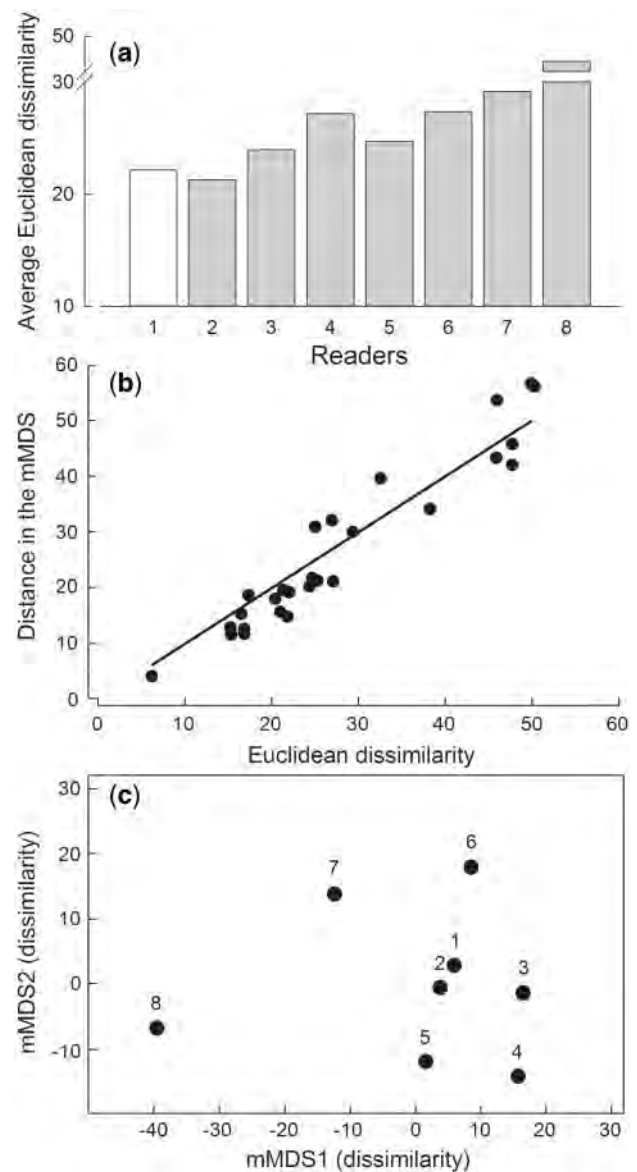 Average Euclidean dissimilarity
50
30
20
10
(a)
1 2 3 4 5 6 7 8
Readers
Distance in the mMDS
60
50
40
30
20
10
0
(b)
0 10 20 30 40 50 60
Euclidean dissimilarity
mMDS2 (dissimilarity)
30
20
10
0
-10
(c)
6
7
1
2
3
8
5
4
-40 -30 -20 -10 0 10 20 30
mMDS1 (dissimilarity)